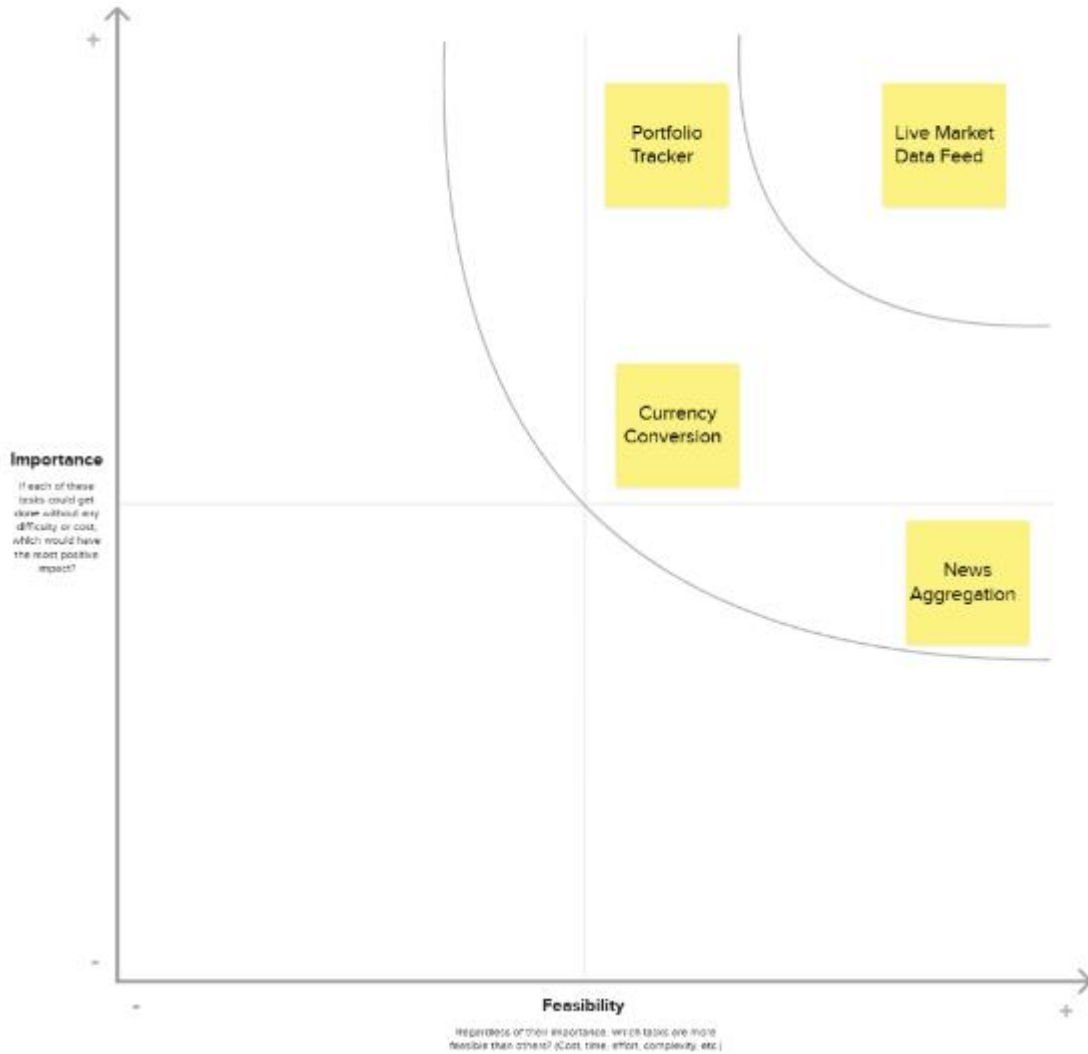 +
Portfolio
Tracker
Live Market
Data Feed
Currency
Conversion
Importance
If each of these
tasks could get
done without any
difficulty or cost,
which would have
the most positive
impact?
News
Aggregation
-
-
Feasibility
+
Regardless of their importance, which tasks are more
feasible than others? (Cost, time, effort, complexity, etc.)